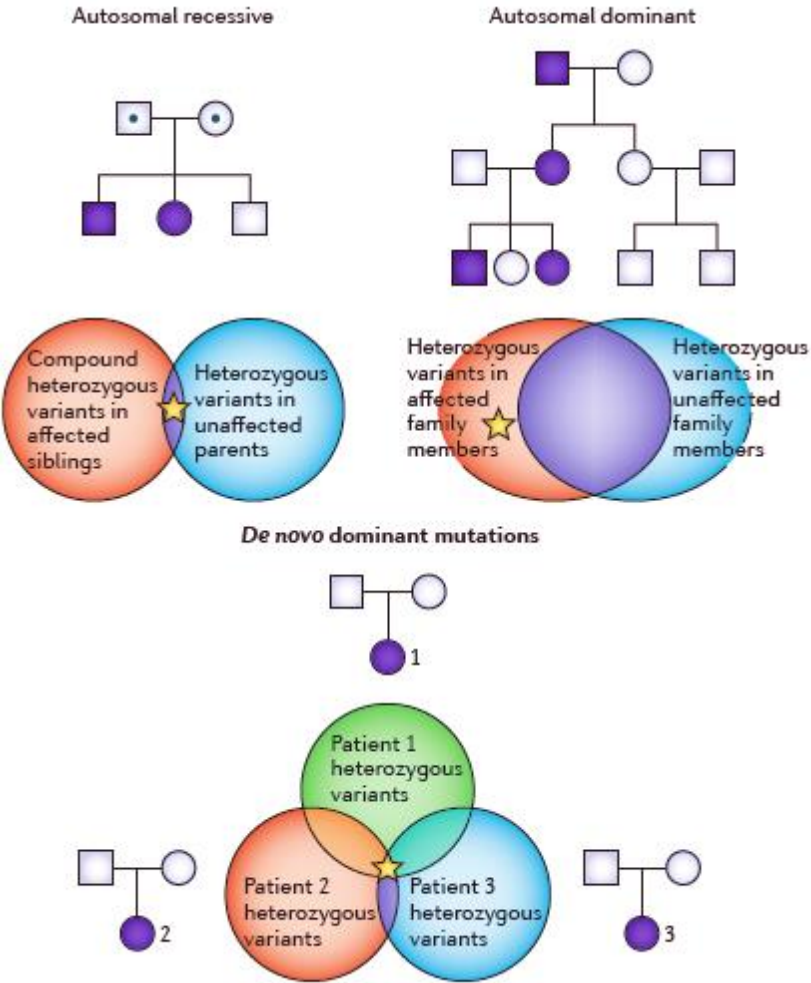 Autosomal recessive
Autosomal dominant
Compound
heterozygous
variants in
affected
siblings
Heterozygous
variants in
unaffected
parents
Heterozygous
variants in
affected
family
members
Heterozygous
variants in
unaffected
family
members
De novo dominant mutations
1
Patient 1
heterozygous
variants
2
Patient 2
heterozygous
variants
Patient 3
heterozygous
variants
3